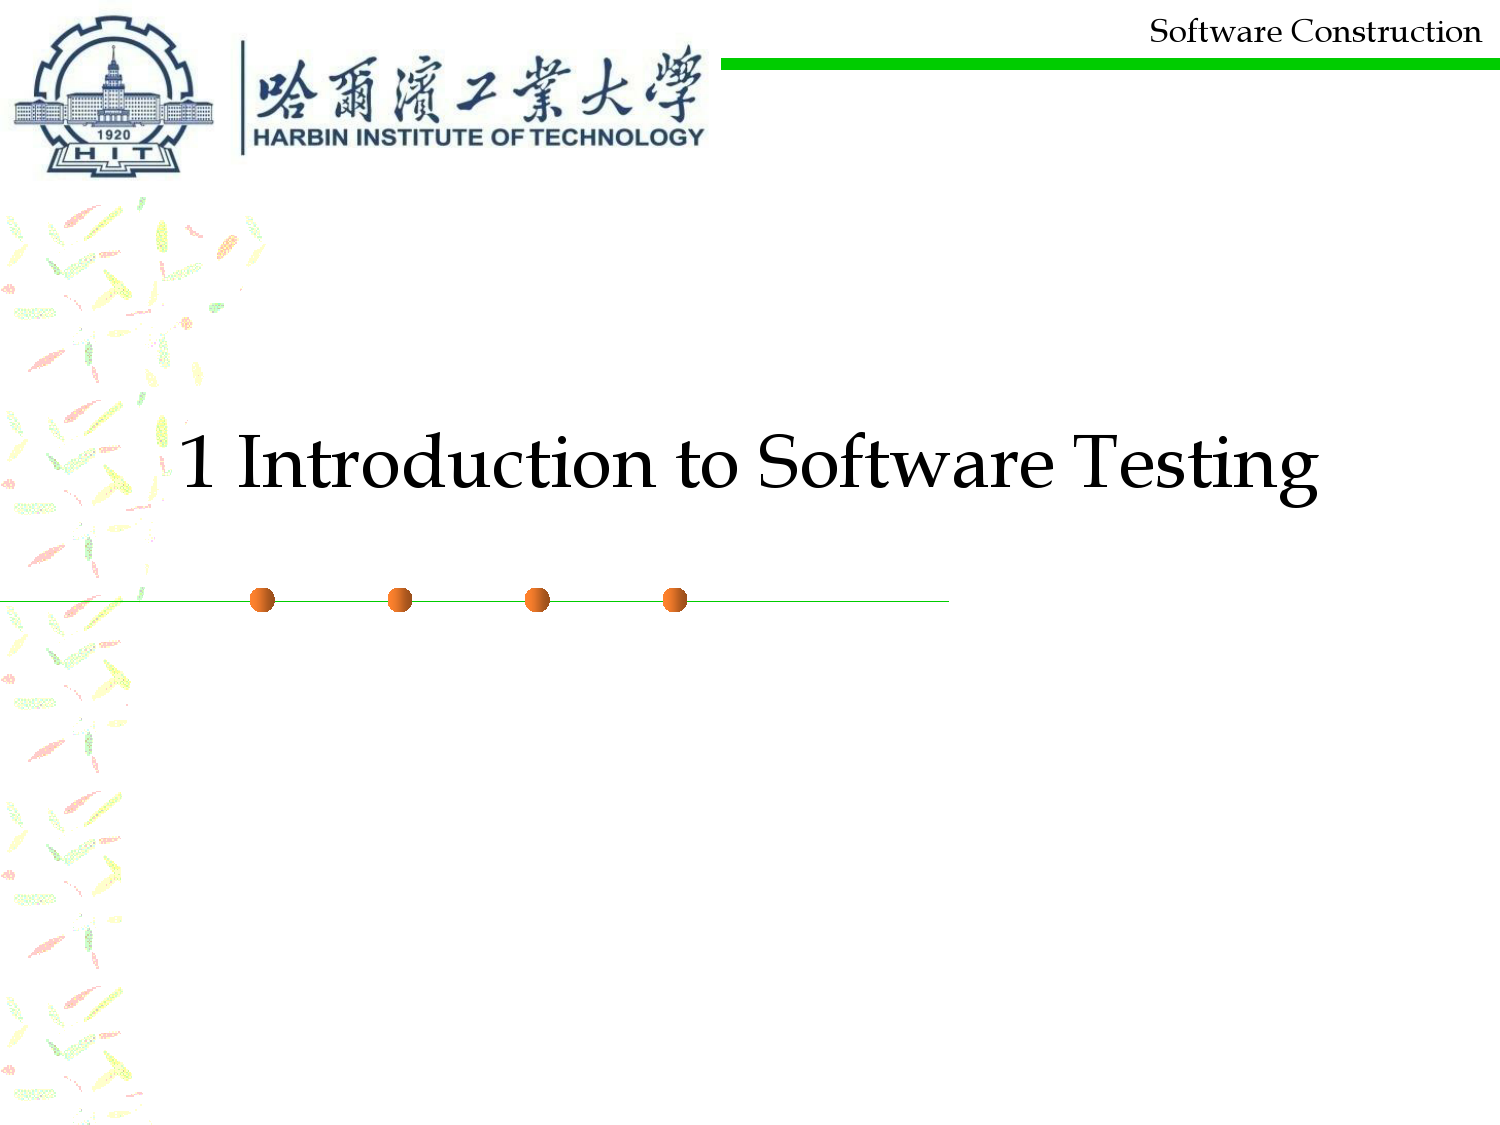 Software Construction
哈爾濱工業大學
HARBIN INSTITUTE OF TECHNOLOGY
1920
HIT
1 Introduction to Software Testing